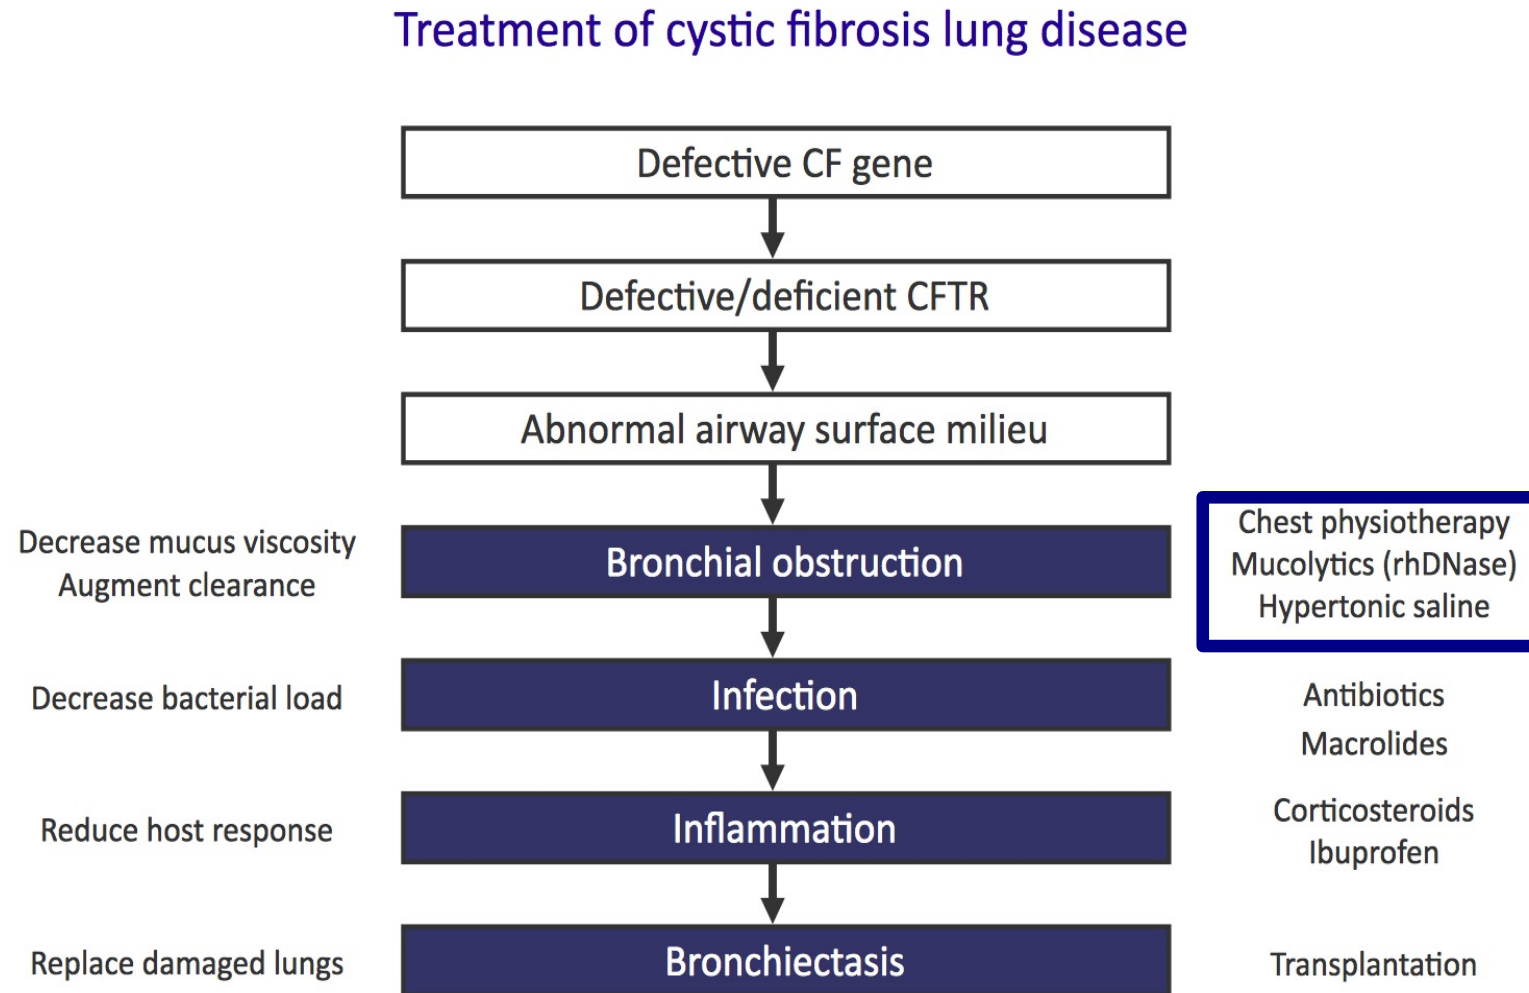 Treatment of cystic fibrosis lung disease
Defective CF gene
Defective/deficient CFTR
Abnormal airway surface milieu
Decrease mucus viscosity
Augment clearance
Bronchial obstruction
Chest physiotherapy
Mucolytics (rhDNase)
Hypertonic saline
Decrease bacterial load
Infection
Antibiotics
Macrolides
Reduce host response
Inflammation
Corticosteroids
Ibuprofen
Replace damaged lungs
Bronchiectasis
Transplantation